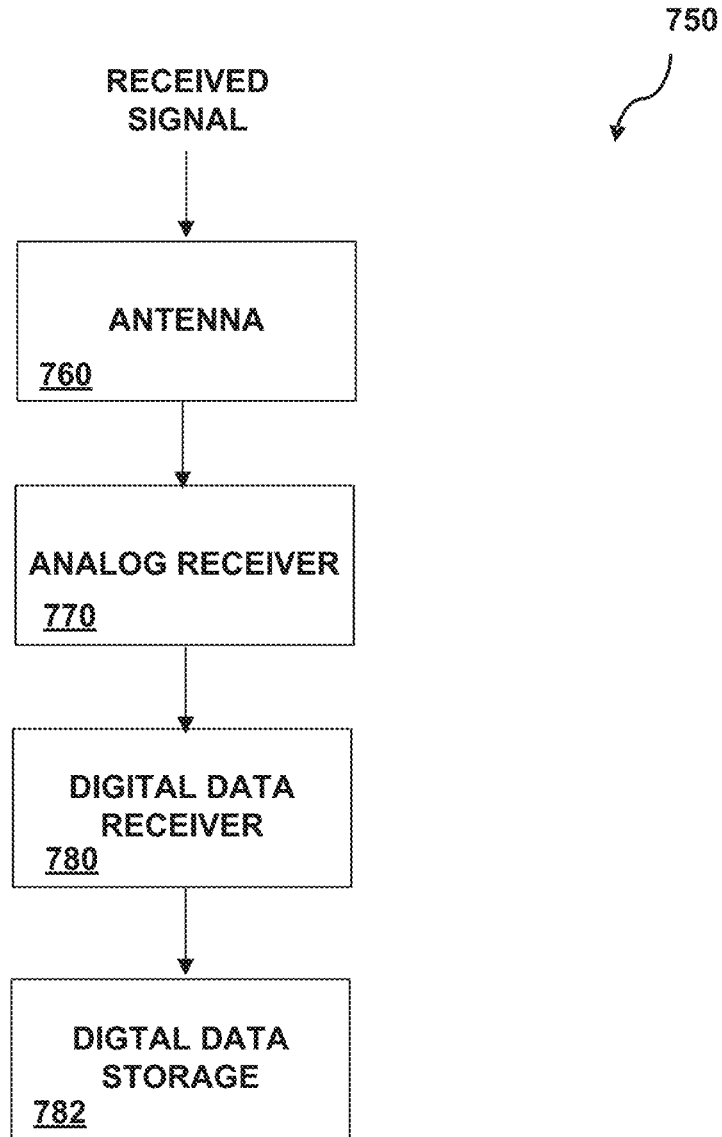 750
RECEIVED
SIGNAL
ANTENNA
760
ANALOG RECEIVER
770
DIGITAL DATA
RECEIVER
780
DIGTAL DATA
STORAGE
782